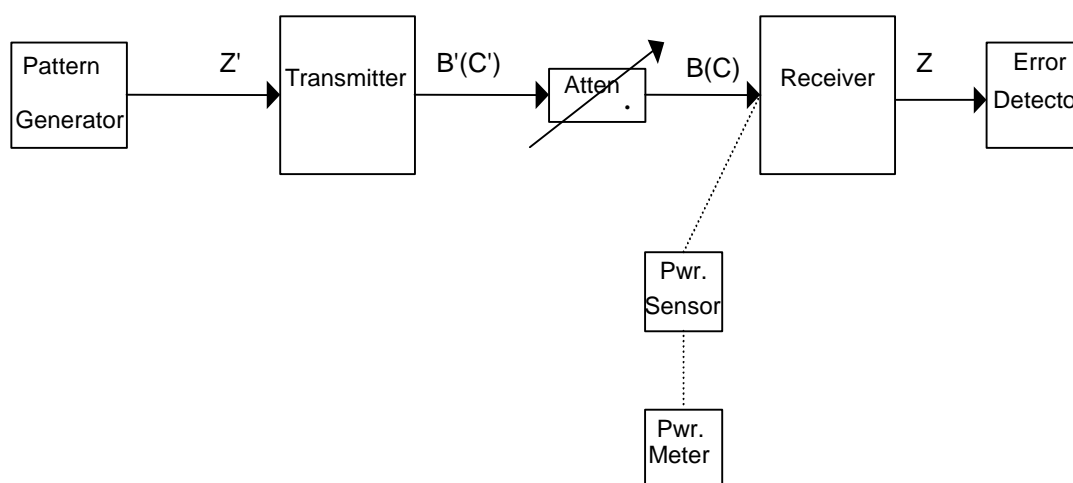 Pattern
Generator
Z'
Transmitter
B'(C')
Atten
.
B(C)
Receiver
Z
Error
Detecto
Pwr.
Sensor
Pwr.
Meter